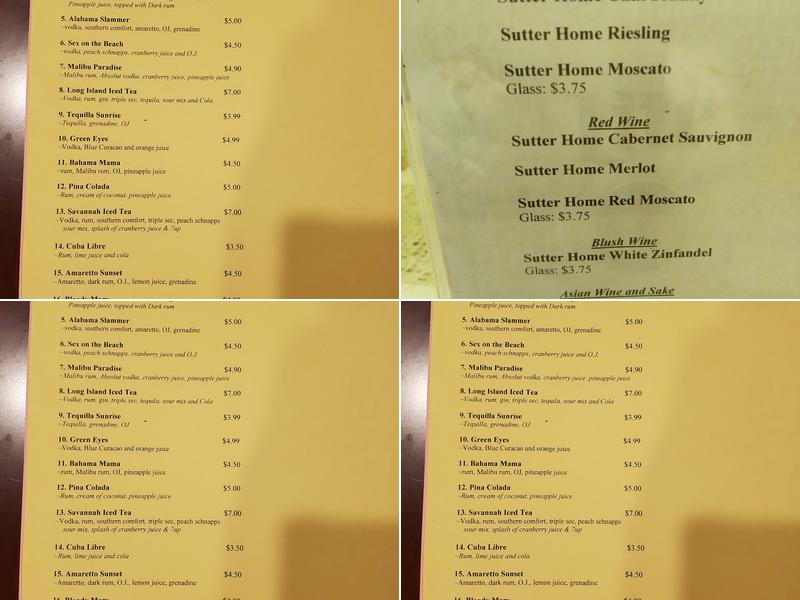 Pineapple juice, topped with Dark rum
5. Alabama Slammer $5.00
~vodka, southern comfort, amaretto, OJ, grenadine
6. Sex on the Beach $4.50
~vodka, peach schnapps, cranberry juice and O.J.
7. Malibu Paradise $4.90
~Malibu rum, Absolut vodka, cranberry juice, pineapple juice
8. Long Island Iced Tea $7.00
~Vodka, rum, gin, triple sec, tequila, sour mix and Cola
9. Tequilla Sunrise $3.99
~Tequilla, grenadine, OJ
10. Green Eyes $4.99
~Vodka, Blue Curacao and orange juice
11. Bahama Mama $4.50
~rum, Malibu rum, OJ, pineapple juice
12. Pina Colada $5.00
~Rum, cream of coconut, pineapple juice
13. Savannah Iced Tea $7.00
~Vodka, rum, southern comfort, triple sec, peach schnapps
sour mix, splash of cranberry juice & 7up
14. Cuba Libre $3.50
~Rum, lime juice and cola
15. Amaretto Sunset $4.50
~Amaretto, dark rum, O.J., lemon juice, grenadine
Sutter Home Riesling
Sutter Home Moscato
Glass: $3.75
Red Wine
Sutter Home Cabernet Sauvignon
Sutter Home Merlot
Sutter Home Red Moscato
Glass: $3.75
Blush Wine
Sutter Home White Zinfandel
Glass: $3.75
Asian Wine and Sake
Pineapple juice, topped with Dark rum
5. Alabama Slammer $5.00
~vodka, southern comfort, amaretto, OJ, grenadine
6. Sex on the Beach $4.50
~vodka, peach schnapps, cranberry juice and O.J.
7. Malibu Paradise $4.90
~Malibu rum, Absolut vodka, cranberry juice, pineapple juice
8. Long Island Iced Tea $7.00
~Vodka, rum, gin, triple sec, tequila, sour mix and Cola
9. Tequilla Sunrise $3.99
~Tequilla, grenadine, OJ
10. Green Eyes $4.99
~Vodka, Blue Curacao and orange juice
11. Bahama Mama $4.50
~rum, Malibu rum, OJ, pineapple juice
12. Pina Colada $5.00
~Rum, cream of coconut, pineapple juice
13. Savannah Iced Tea $7.00
~Vodka, rum, southern comfort, triple sec, peach schnapps
sour mix, splash of cranberry juice & 7up
14. Cuba Libre $3.50
~Rum, lime juice and cola
15. Amaretto Sunset $4.50
~Amaretto, dark rum, O.J., lemon juice, grenadine
Pineapple juice, topped with Dark rum
5. Alabama Slammer $5.00
~vodka, southern comfort, amaretto, OJ, grenadine
6. Sex on the Beach $4.50
~vodka, peach schnapps, cranberry juice and O.J.
7. Malibu Paradise $4.90
~Malibu rum, Absolut vodka, cranberry juice, pineapple juice
8. Long Island Iced Tea $7.00
~Vodka, rum, gin, triple sec, tequila, sour mix and Cola
9. Tequilla Sunrise $3.99
~Tequilla, grenadine, OJ
10. Green Eyes $4.99
~Vodka, Blue Curacao and orange juice
11. Bahama Mama $4.50
~rum, Malibu rum, OJ, pineapple juice
12. Pina Colada $5.00
~Rum, cream of coconut, pineapple juice
13. Savannah Iced Tea $7.00
~Vodka, rum, southern comfort, triple sec, peach schnapps
sour mix, splash of cranberry juice & 7up
14. Cuba Libre $3.50
~Rum, lime juice and cola
15. Amaretto Sunset $4.50
~Amaretto, dark rum, O.J., lemon juice, grenadine